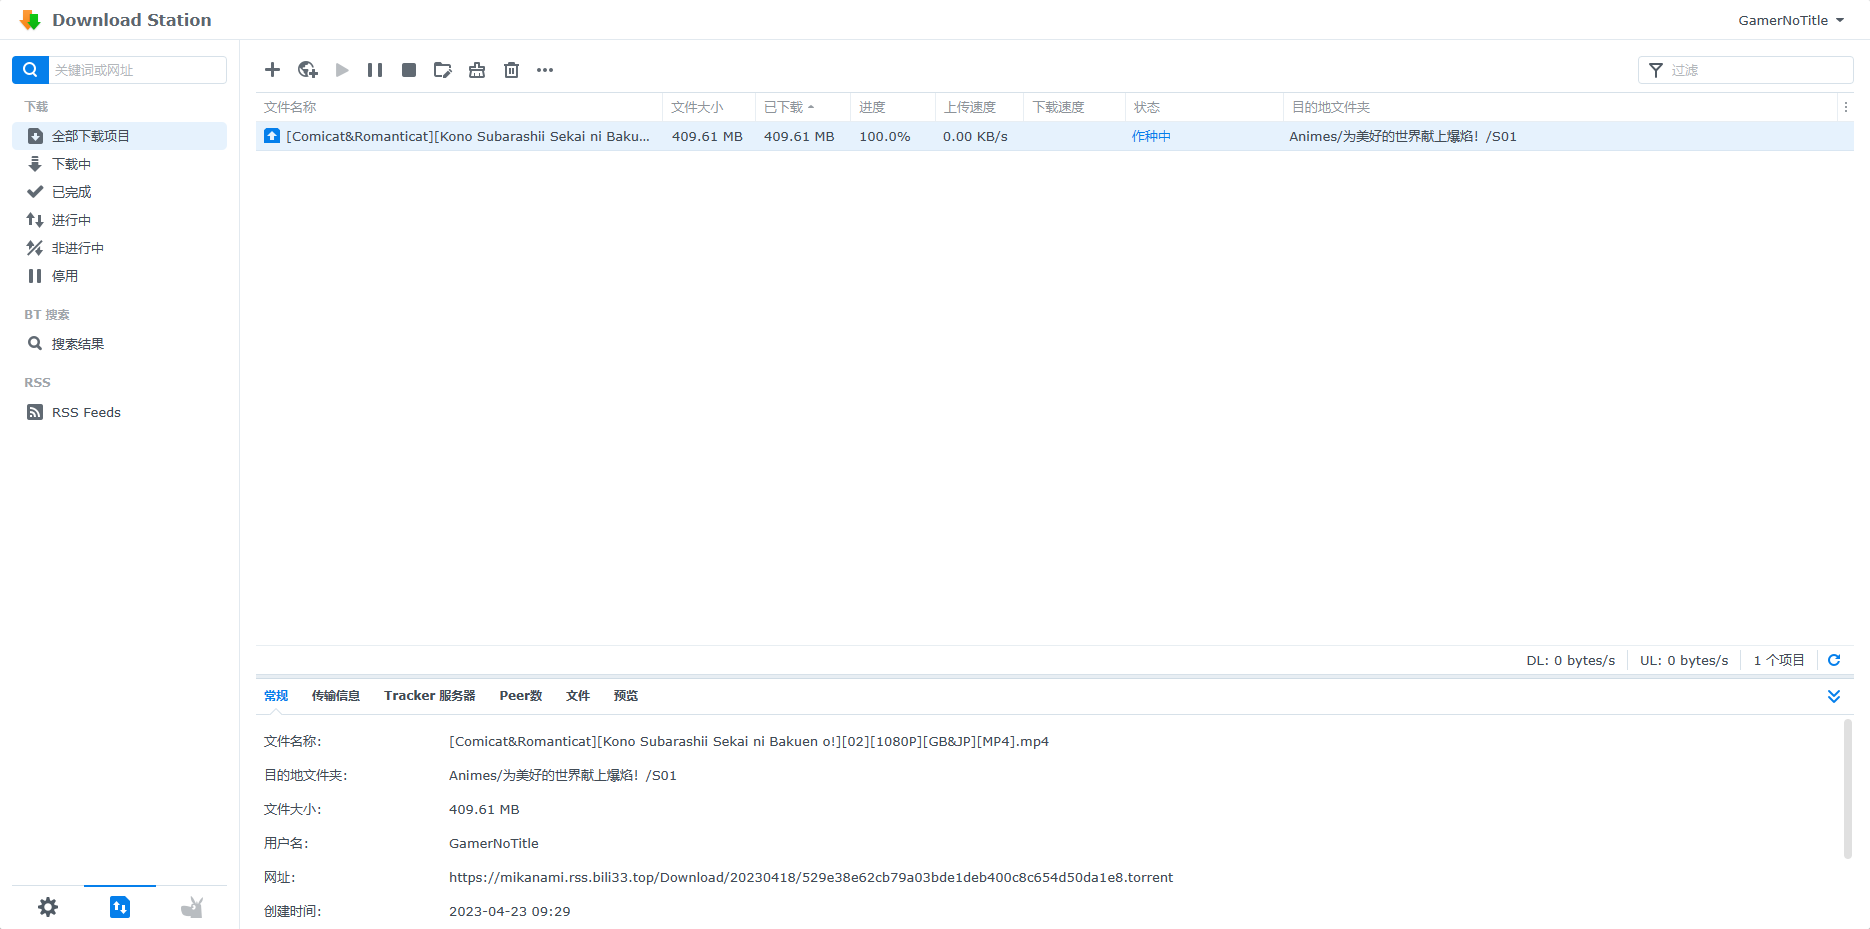 Download Station
GamerNoTitle
关键词或网址
过滤
下载
全部下载项目
下载中
已完成
进行中
非进行中
停用
BT 搜索
搜索结果
RSS
RSS Feeds
文件名称 文件大小 已下载 进度 上传速度 下载速度 状态 目的地文件夹
[Comicat&Romanticat][Kono Subarashii Sekai ni Baku... 409.61 MB 409.61 MB 100.0% 0.00 KB/s 作种中 Animes/为美好的世界献上爆焰！/S01
DL: 0 bytes/s UL: 0 bytes/s 1 个项目
常规 传输信息 Tracker 服务器 Peer数 文件 预览
文件名称: [Comicat&Romanticat][Kono Subarashii Sekai ni Bakuen o!][02][1080P][GB&JP][MP4].mp4
目的地文件夹: Animes/为美好的世界献上爆焰！/S01
文件大小: 409.61 MB
用户名: GamerNoTitle
网址: https://mikanami.rss.bili33.top/Download/20230418/529e38e62cb79a03bde1deb400c8c654d50da1e8.torrent
创建时间: 2023-04-23 09:29